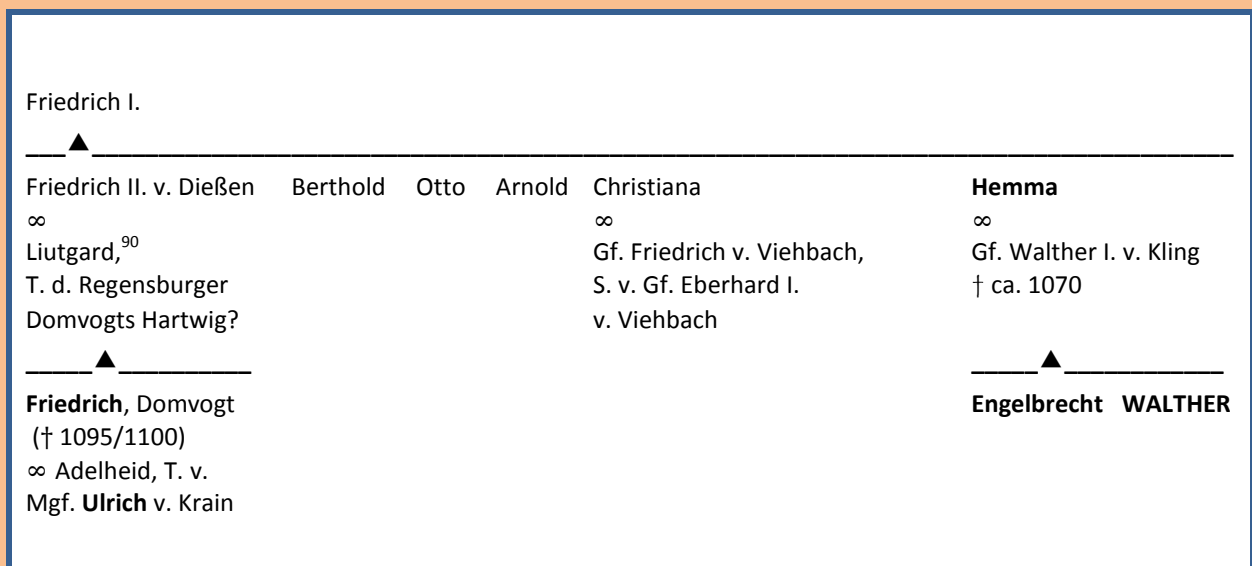 Friedrich I.
Friedrich II. v. Dießen Berthold Otto Arnold Christiana Hemma
∞ ∞ ∞
Liutgard,90 Gf. Friedrich v. Viehbach, Gf. Walther I. v. Kling
T. d. Regensburger S. v. Gf. Eberhard I. † ca. 1070
Domvogts Hartwig? v. Viehbach
Friedrich, Domvogt Engelbrecht WALTHER
(† 1095/1100)
∞ Adelheid, T. v.
Mgf. Ulrich v. Krain